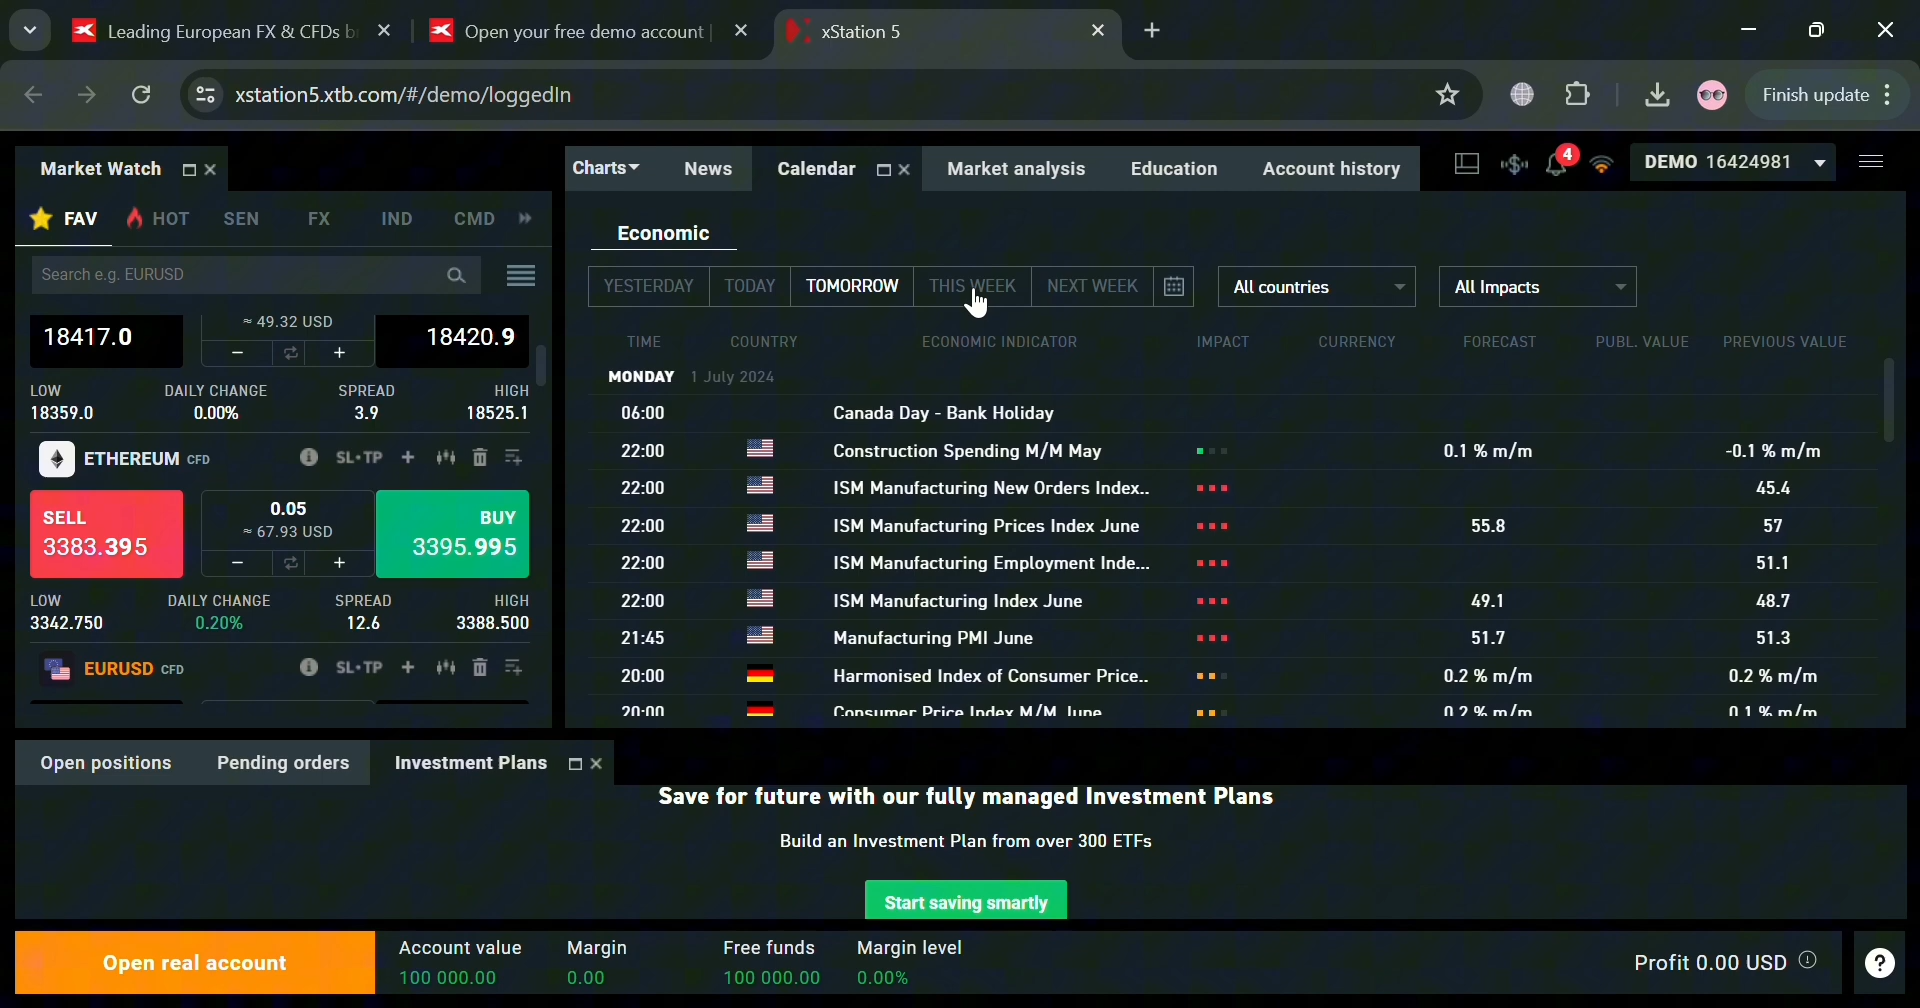 Leading European FX & CFDs b
Open your free demo account
xStation 5
xstation5.xtb.com/#/demo/loggedIn
Finish update
Market Watch
Charts
News
Calendar
Market analysis
Education
Account history
4
DEMO 16424981
FAV
HOT
SEN
FX
IND
CMD
Search e.g. EURUSD
18417.0
≈ 49.32 USD
18420.9
LOW DAILY CHANGE SPREAD HIGH
18359.0 0.00% 3.9 18525.1
ETHEREUM CFD
SL•TP
SELL
3383.395
0.05
≈ 67.93 USD
BUY
3395.995
LOW DAILY CHANGE SPREAD HIGH
3342.750 0.20% 12.6 3388.500
EURUSD CFD
SL•TP
Economic
YESTERDAY TODAY TOMORROW THIS WEEK NEXT WEEK
All countries
All Impacts
TIME COUNTRY ECONOMIC INDICATOR IMPACT CURRENCY FORECAST PUBL. VALUE PREVIOUS VALUE
MONDAY 1 July 2024
06:00 Canada Day - Bank Holiday
22:00 Construction Spending M/M May 0.1 % m/m -0.1 % m/m
22:00 ISM Manufacturing New Orders Index.. 45.4
22:00 ISM Manufacturing Prices Index June 55.8 57
22:00 ISM Manufacturing Employment Inde... 51.1
22:00 ISM Manufacturing Index June 49.1 48.7
21:45 Manufacturing PMI June 51.7 51.3
20:00 Harmonised Index of Consumer Price.. 0.2 % m/m 0.2 % m/m
20:00 Consumer Price Index M/M June 0.2 % m/m 0.1 % m/m
Open positions
Pending orders
Investment Plans
Save for future with our fully managed Investment Plans
Build an Investment Plan from over 300 ETFs
Start saving smartly
Open real account
Account value Margin Free funds Margin level
100 000.00 0.00 100 000.00 0.00%
Profit 0.00 USD
?